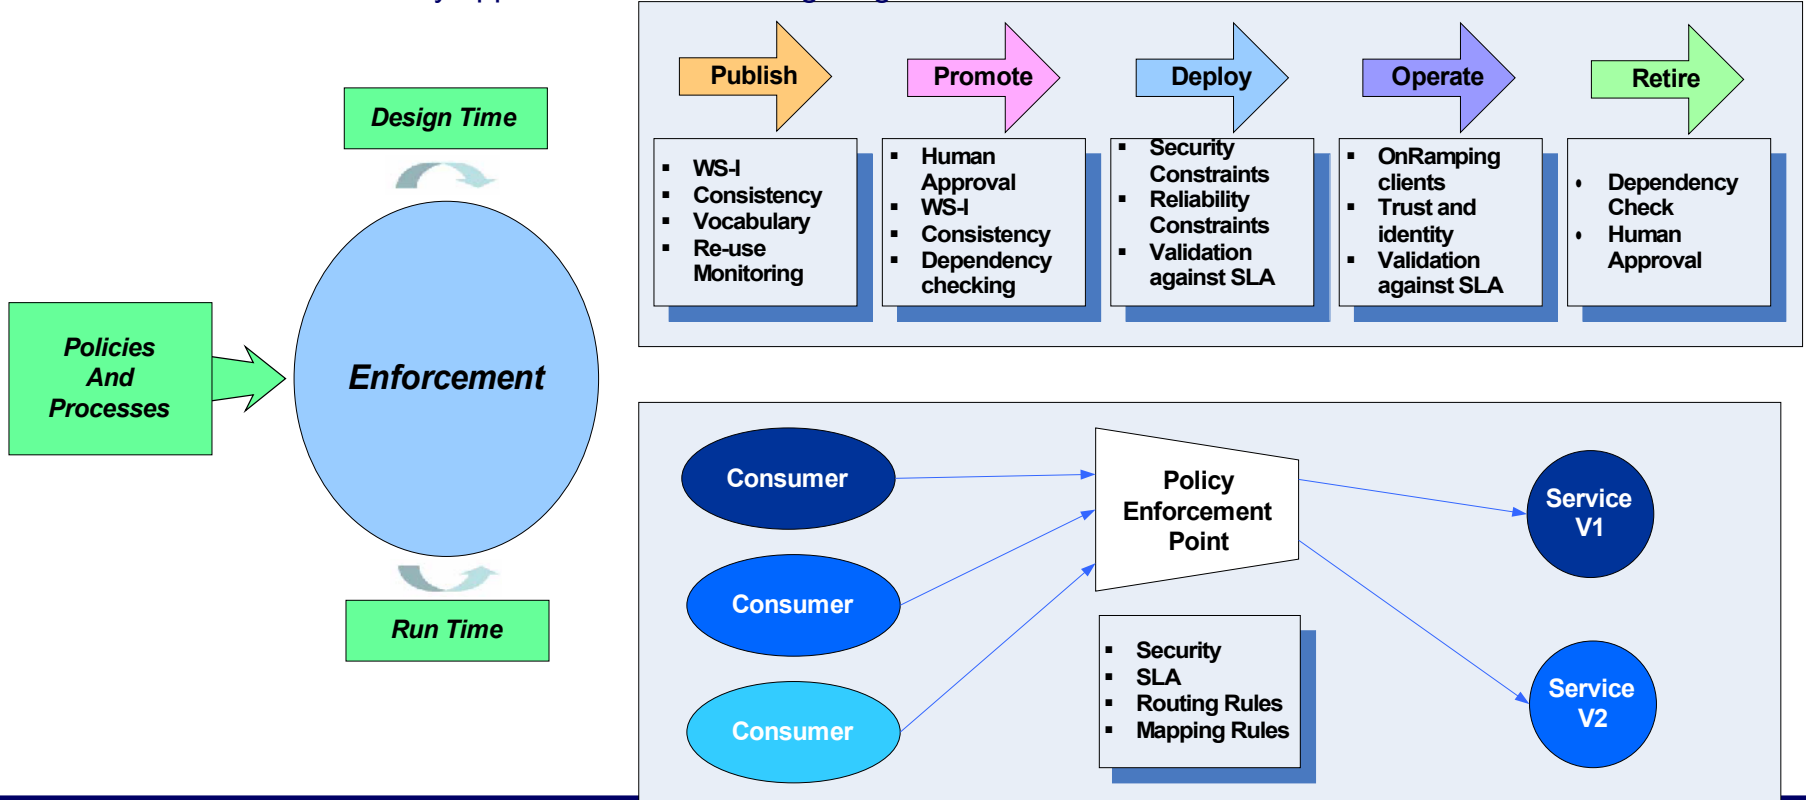 Design Time
Policies
And
Processes
Enforcement
Run Time
Publish
WS-I
Consistency
Vocabulary
Re-use
Monitoring
Promote
Human
Approval
WS-I
Consistency
Dependency
checking
Deploy
Security
Constraints
Reliability
Constraints
Validation
against SLA
Operate
OnRamping
clients
Trust and
identity
Validation
against SLA
Retire
Dependency
Check
Human
Approval
Consumer
Consumer
Consumer
Policy
Enforcement
Point
Security
SLA
Routing Rules
Mapping Rules
Service
V1
Service
V2